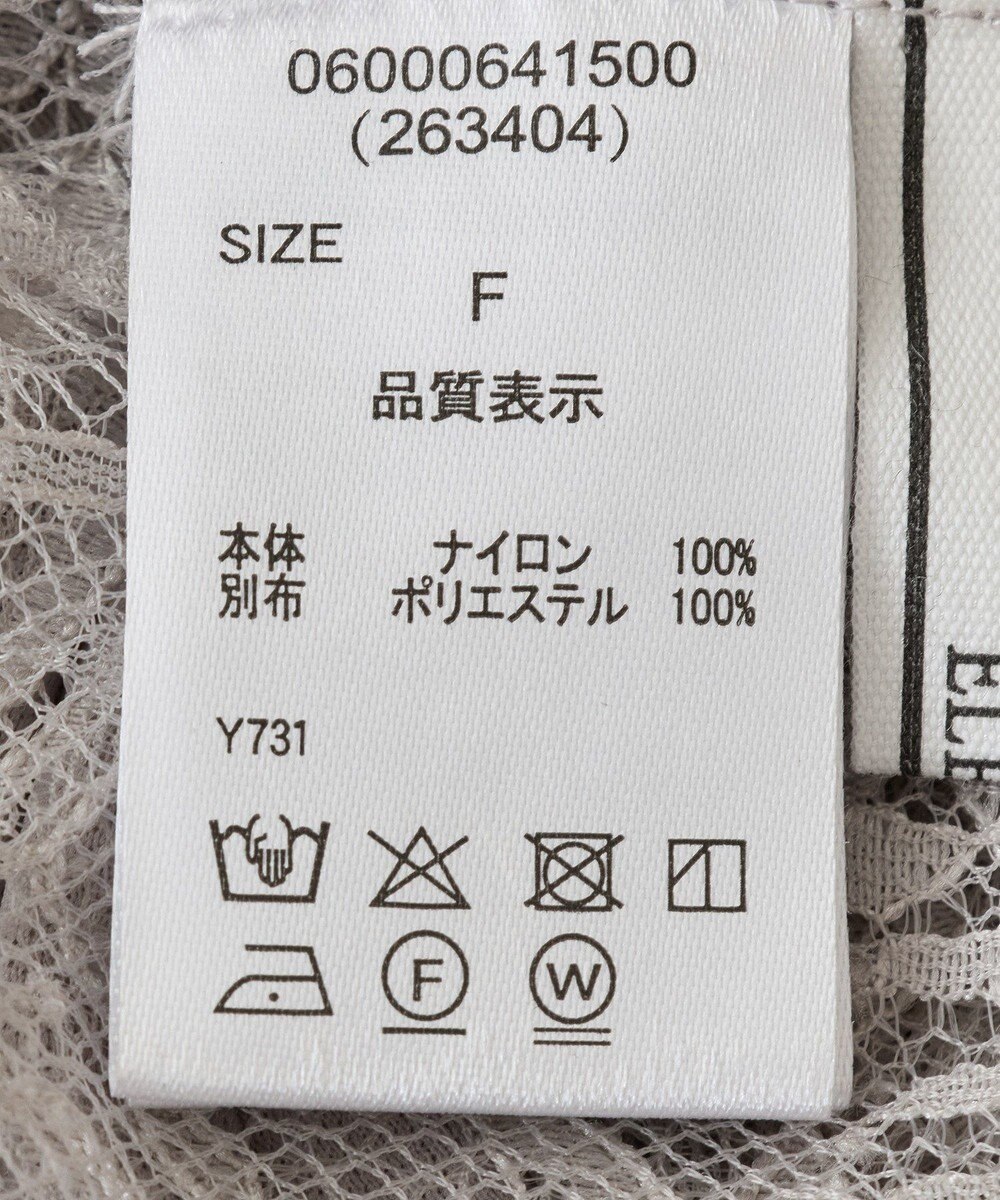 06000641500
(263404)
SIZE
F
品質表示
本体 ナイロン 100%
別布 ポリエステル 100%
Y731
F W